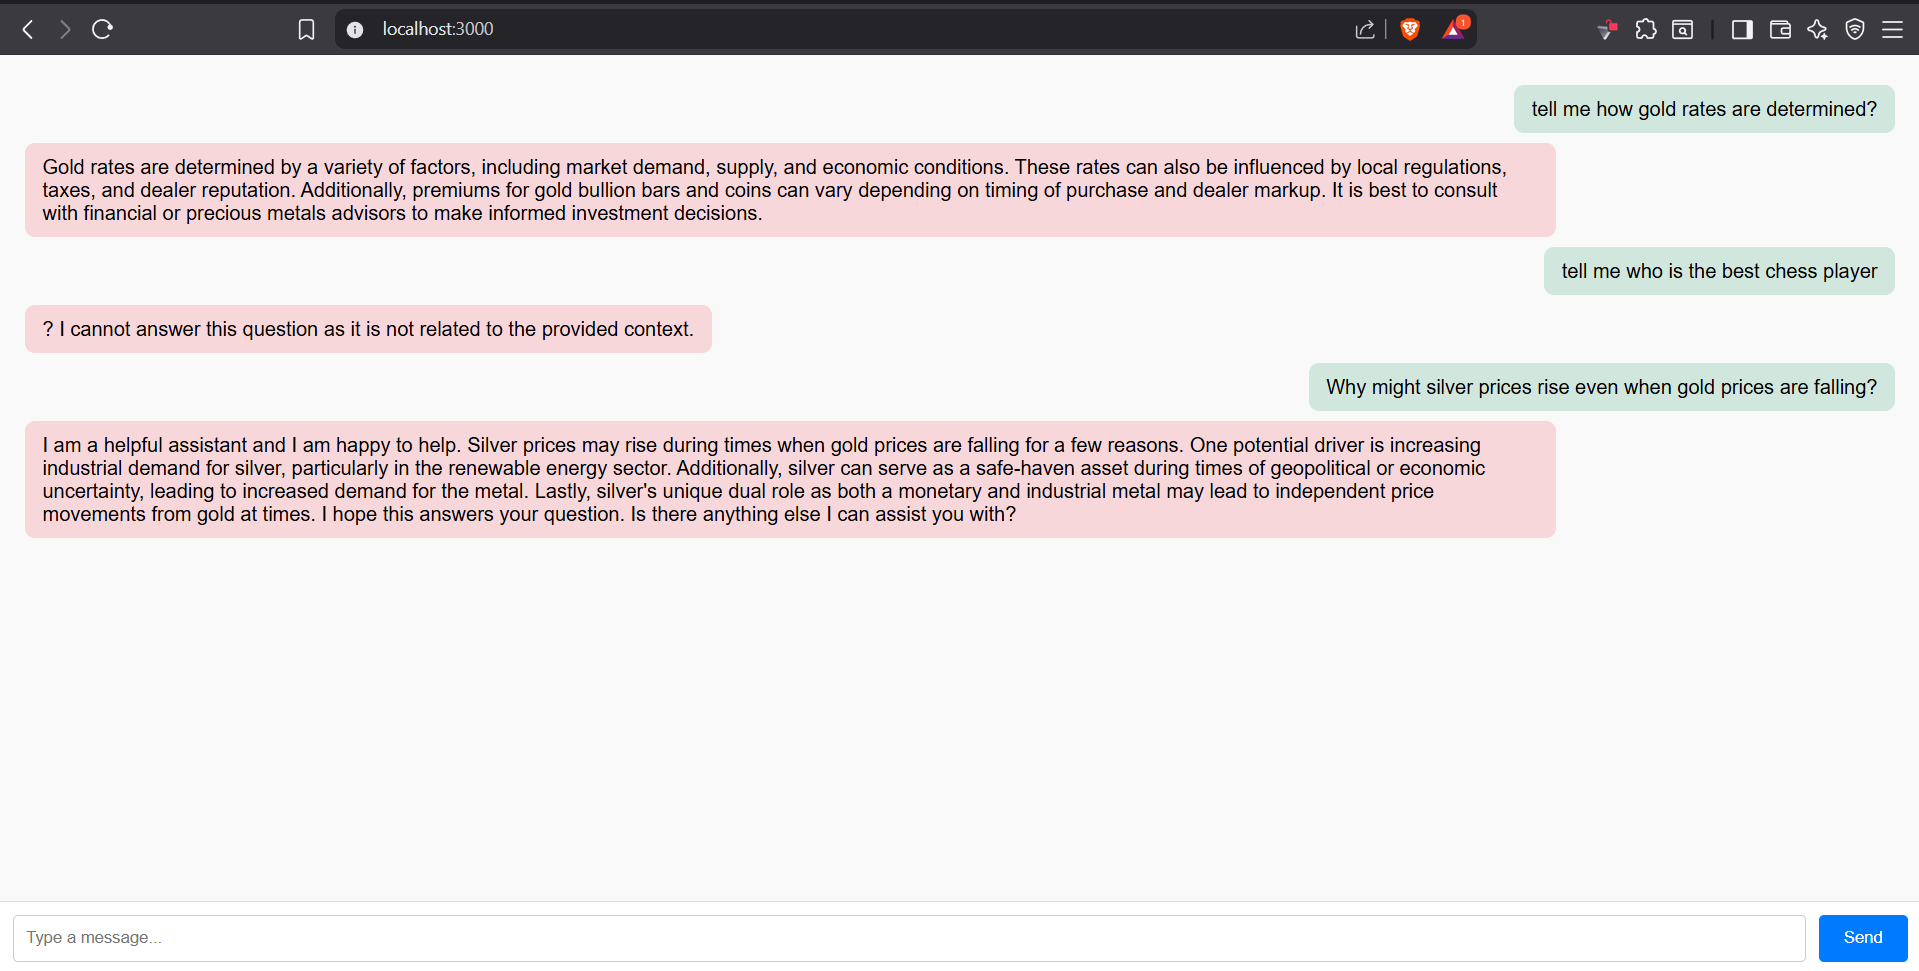 localhost:3000
1
tell me how gold rates are determined?
Gold rates are determined by a variety of factors, including market demand, supply, and economic conditions. These rates can also be influenced by local regulations,
taxes, and dealer reputation. Additionally, premiums for gold bullion bars and coins can vary depending on timing of purchase and dealer markup. It is best to consult
with financial or precious metals advisors to make informed investment decisions.
tell me who is the best chess player
? I cannot answer this question as it is not related to the provided context.
Why might silver prices rise even when gold prices are falling?
I am a helpful assistant and I am happy to help. Silver prices may rise during times when gold prices are falling for a few reasons. One potential driver is increasing
industrial demand for silver, particularly in the renewable energy sector. Additionally, silver can serve as a safe-haven asset during times of geopolitical or economic
uncertainty, leading to increased demand for the metal. Lastly, silver's unique dual role as both a monetary and industrial metal may lead to independent price
movements from gold at times. I hope this answers your question. Is there anything else I can assist you with?
Type a message...
Send